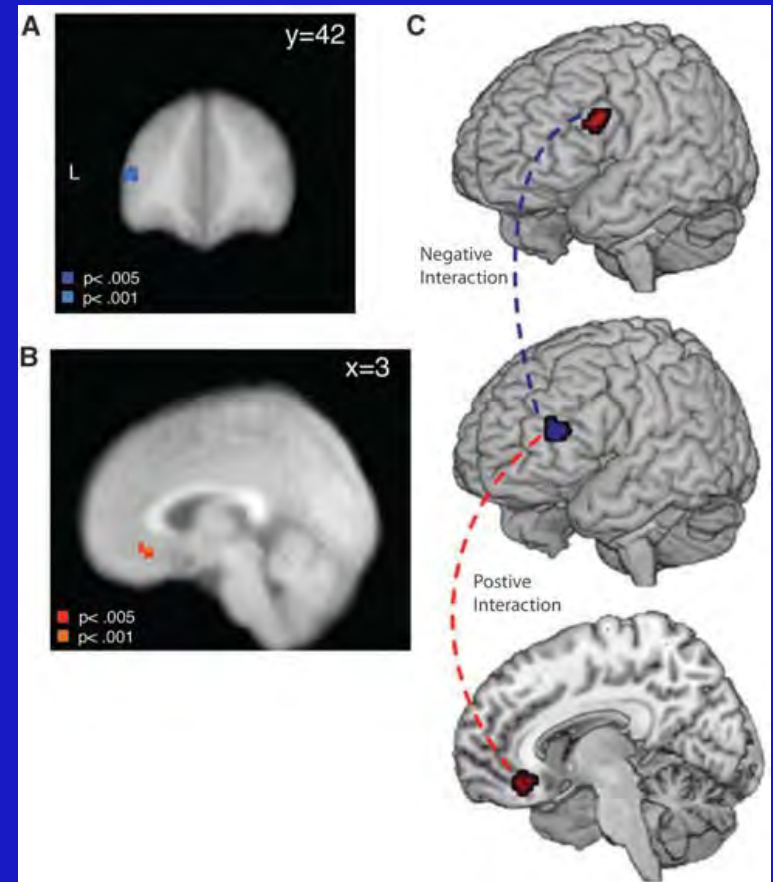 A
y=42
L
p< .005
p< .001
B
x=3
p< .005
p< .001
C
Negative
Interaction
Postive
Interaction